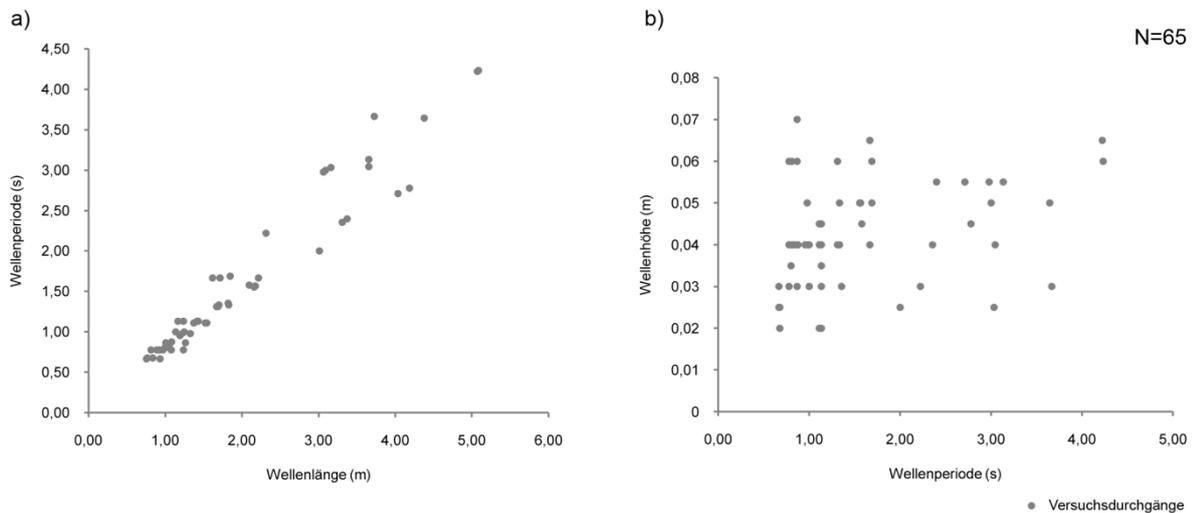 a)
4,50
4,00
3,50
3,00
2,50
2,00
1,50
1,00
0,50
0,00
0,00 1,00 2,00 3,00 4,00 5,00 6,00
Wellenperiode (s)
Wellenlänge (m)
b)
N=65
0,08
0,07
0,06
0,05
0,04
0,03
0,02
0,01
0
0,00 1,00 2,00 3,00 4,00 5,00
Wellenhöhe (m)
Wellenperiode (s)
Versuchsdurchgänge